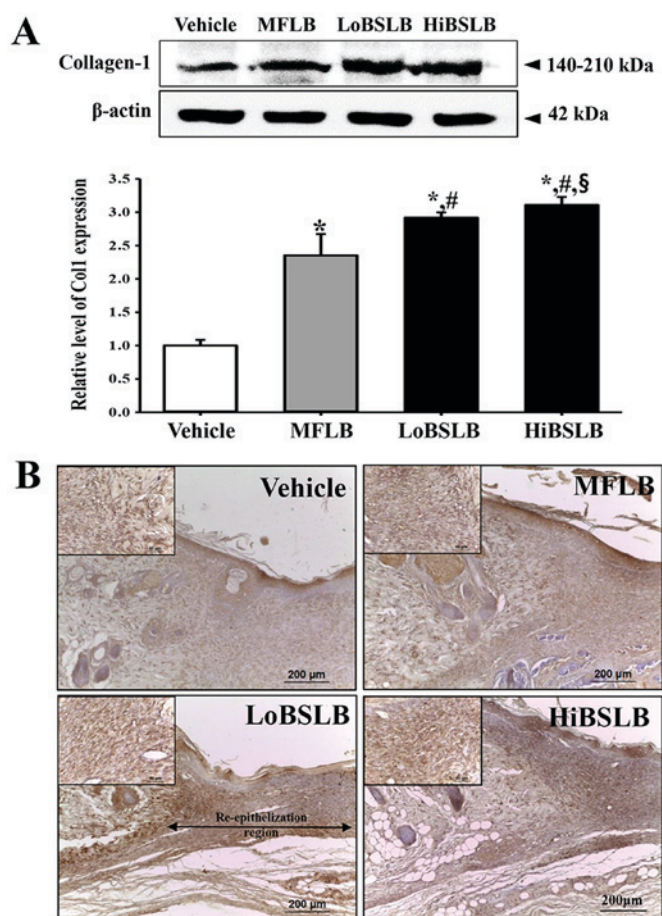 A
Vehicle MFLB LoBSLB HiBSLB
Collagen-1
140-210 kDa
β-actin
42 kDa
Relative level of Col1 expression
3.5
3.0
2.5
2.0
1.5
1.0
0.5
0.0
*
*,#
*,#,§
Vehicle MFLB LoBSLB HiBSLB
B
Vehicle
200 µm
MFLB
200 µm
LoBSLB
Re-epithelization
region
200 µm
HiBSLB
200µm